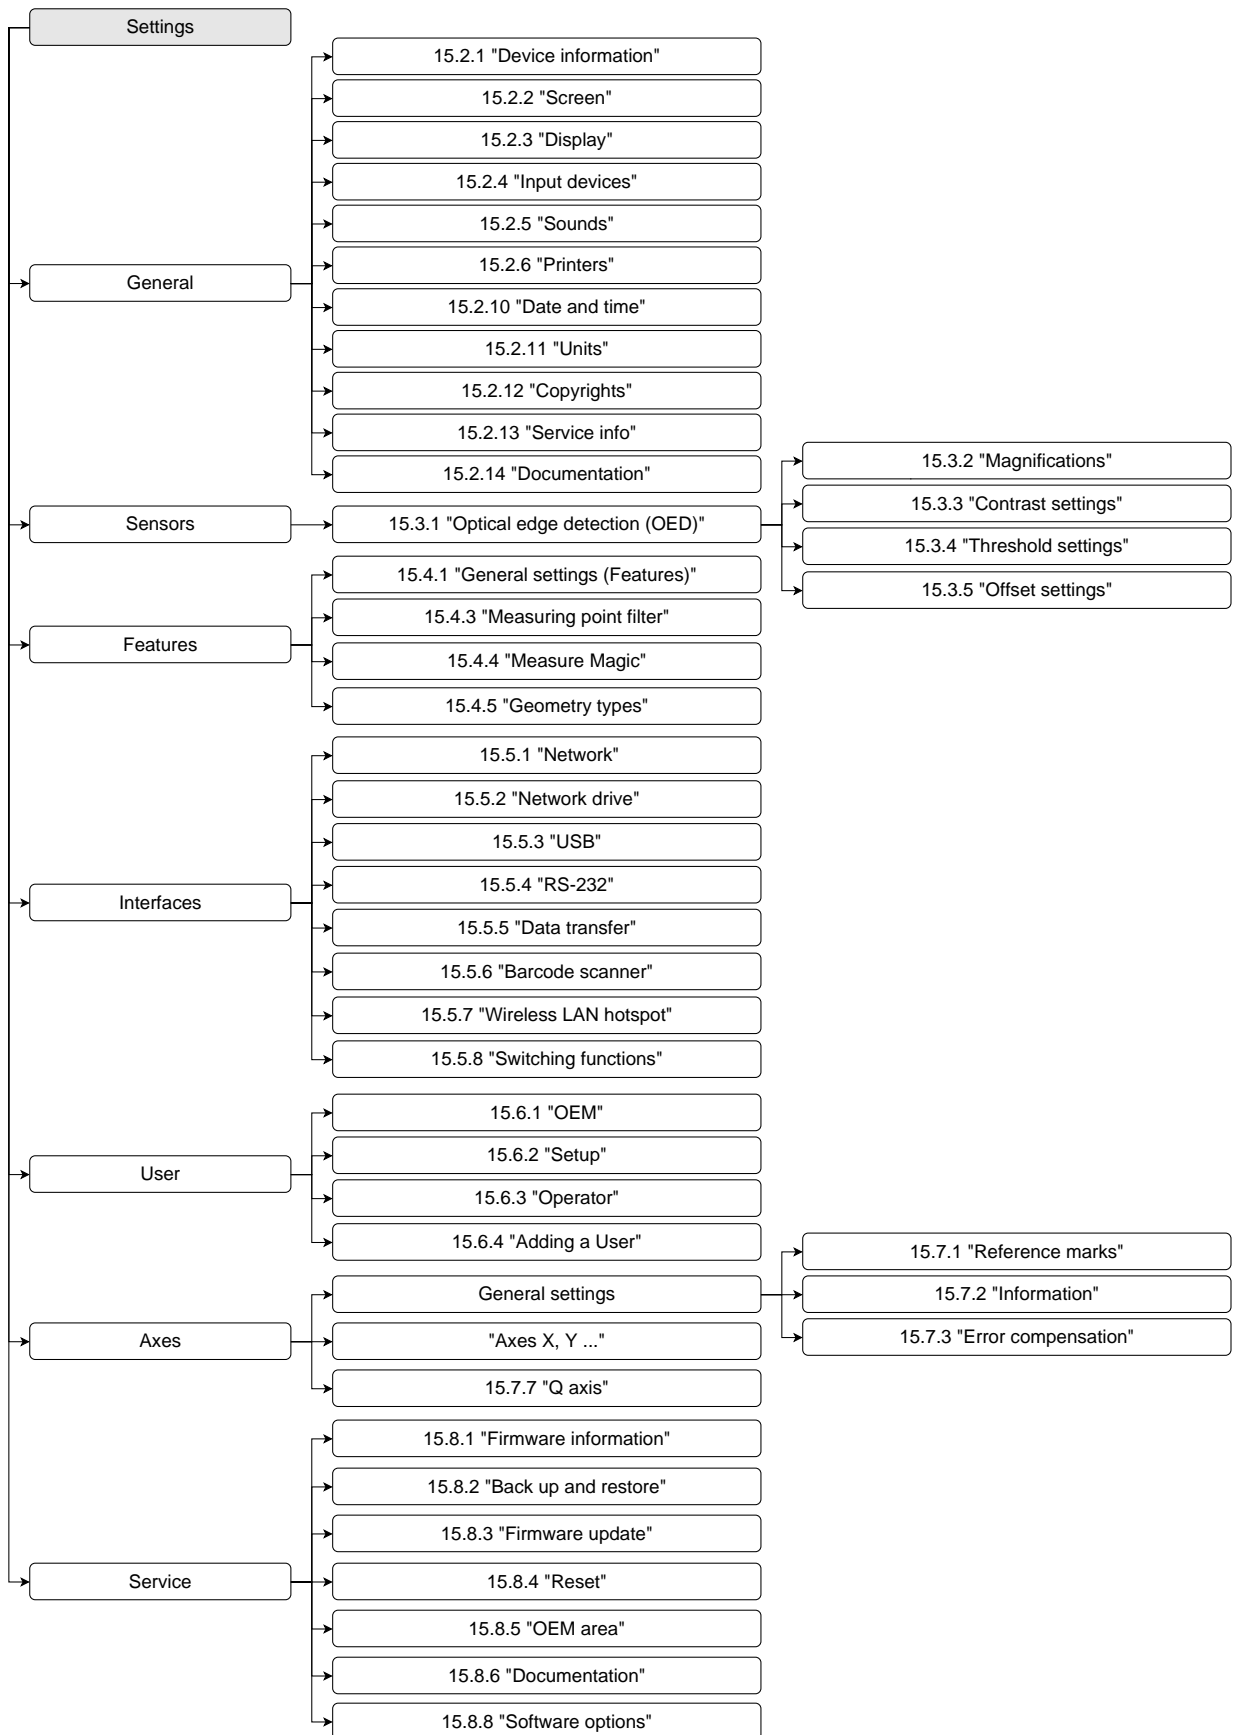 Settings
General
15.2.1 "Device information"
15.2.2 "Screen"
15.2.3 "Display"
15.2.4 "Input devices"
15.2.5 "Sounds"
15.2.6 "Printers"
15.2.10 "Date and time"
15.2.11 "Units"
15.2.12 "Copyrights"
15.2.13 "Service info"
15.2.14 "Documentation"
Sensors
15.3.1 "Optical edge detection (OED)"
15.3.2 "Magnifications"
15.3.3 "Contrast settings"
15.3.4 "Threshold settings"
15.3.5 "Offset settings"
Features
15.4.1 "General settings (Features)"
15.4.3 "Measuring point filter"
15.4.4 "Measure Magic"
15.4.5 "Geometry types"
Interfaces
15.5.1 "Network"
15.5.2 "Network drive"
15.5.3 "USB"
15.5.4 "RS-232"
15.5.5 "Data transfer"
15.5.6 "Barcode scanner"
15.5.7 "Wireless LAN hotspot"
15.5.8 "Switching functions"
User
15.6.1 "OEM"
15.6.2 "Setup"
15.6.3 "Operator"
15.6.4 "Adding a User"
Axes
General settings
15.7.1 "Reference marks"
15.7.2 "Information"
15.7.3 "Error compensation"
"Axes X, Y ..."
15.7.7 "Q axis"
Service
15.8.1 "Firmware information"
15.8.2 "Back up and restore"
15.8.3 "Firmware update"
15.8.4 "Reset"
15.8.5 "OEM area"
15.8.6 "Documentation"
15.8.8 "Software options"